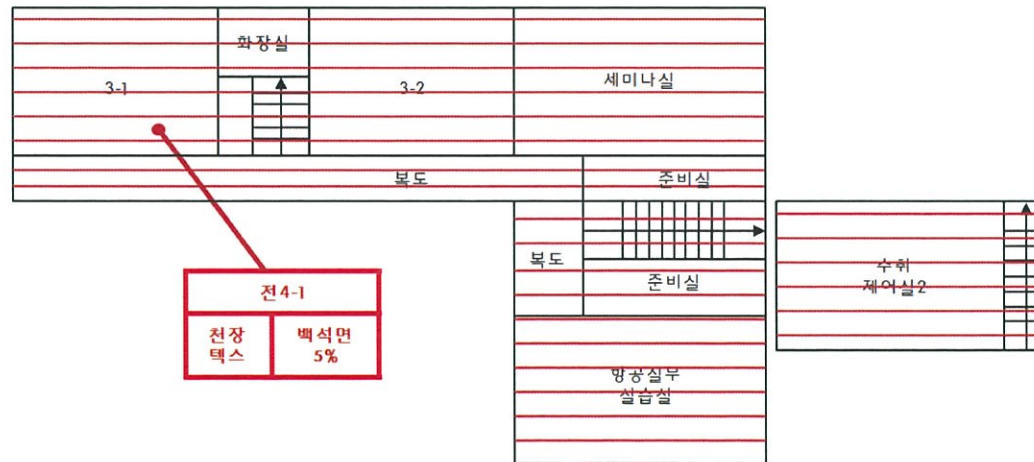 화장실
3-1
3-2
세미나실
복도
준비실
복도
준비실
수취
제어실2
전4-1
천장
텍스
백석면
5%
항공실무
실습실